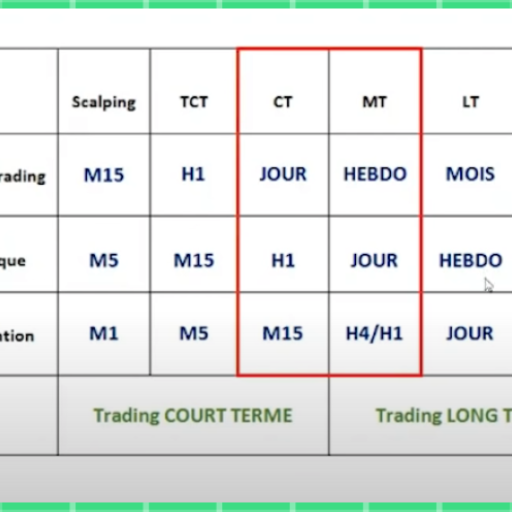 Scalping TCT CT MT LT
rading M15 H1 JOUR HEBDO MOIS
que M5 M15 H1 JOUR HEBDO
ation M1 M5 M15 H4/H1 JOUR
Trading COURT TERME Trading LONG T